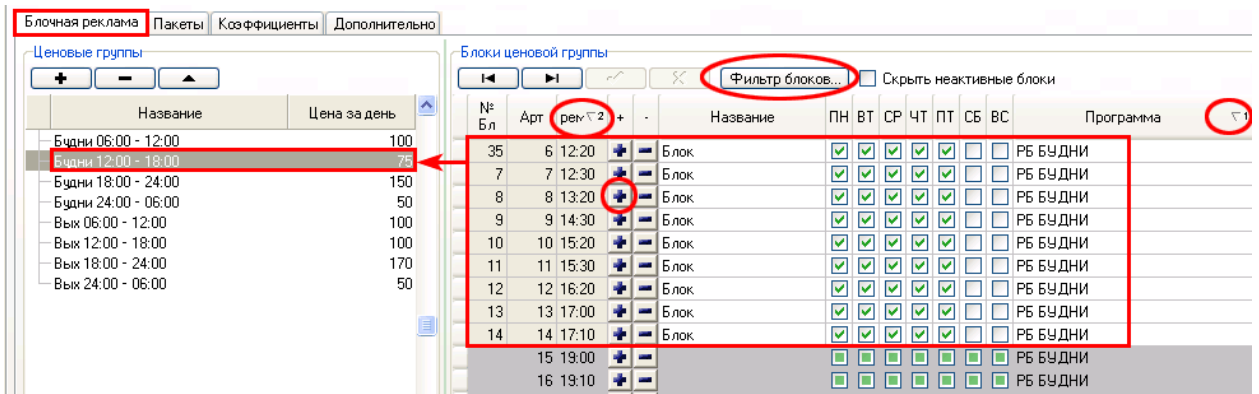 Блочная реклама Пакеты Коэффициенты Дополнительно
Ценовые группы
Название Цена за день
Будни 06:00 - 12:00 100
Будни 12:00 - 18:00 75
Будни 18:00 - 24:00 150
Будни 24:00 - 06:00 50
Вых 06:00 - 12:00 100
Вых 12:00 - 18:00 100
Вых 18:00 - 24:00 170
Вых 24:00 - 06:00 50
Блоки ценовой группы
Фильтр блоков... Скрыть неактивные блоки
№ Бл Арт рем 2 + - Название ПН ВТ СР ЧТ ПТ СБ ВС Программа 1
35 6 12:20 Блок РБ БУДНИ
7 7 12:30 Блок РБ БУДНИ
8 8 13:20 Блок РБ БУДНИ
9 9 14:30 Блок РБ БУДНИ
10 10 15:20 Блок РБ БУДНИ
11 11 15:30 Блок РБ БУДНИ
12 12 16:20 Блок РБ БУДНИ
13 13 17:00 Блок РБ БУДНИ
14 14 17:10 Блок РБ БУДНИ
15 19:00 РБ БУДНИ
16 19:10 РБ БУДНИ